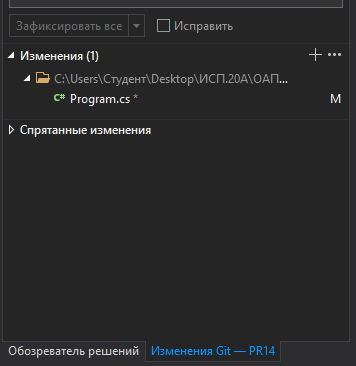 Зафиксировать все
Исправить
Изменения (1)
C:\Users\Студент\Desktop\ИСП.20А\ОАП...
C# Program.cs * M
Спрятанные изменения
Обозреватель решений
Изменения Git — PR14